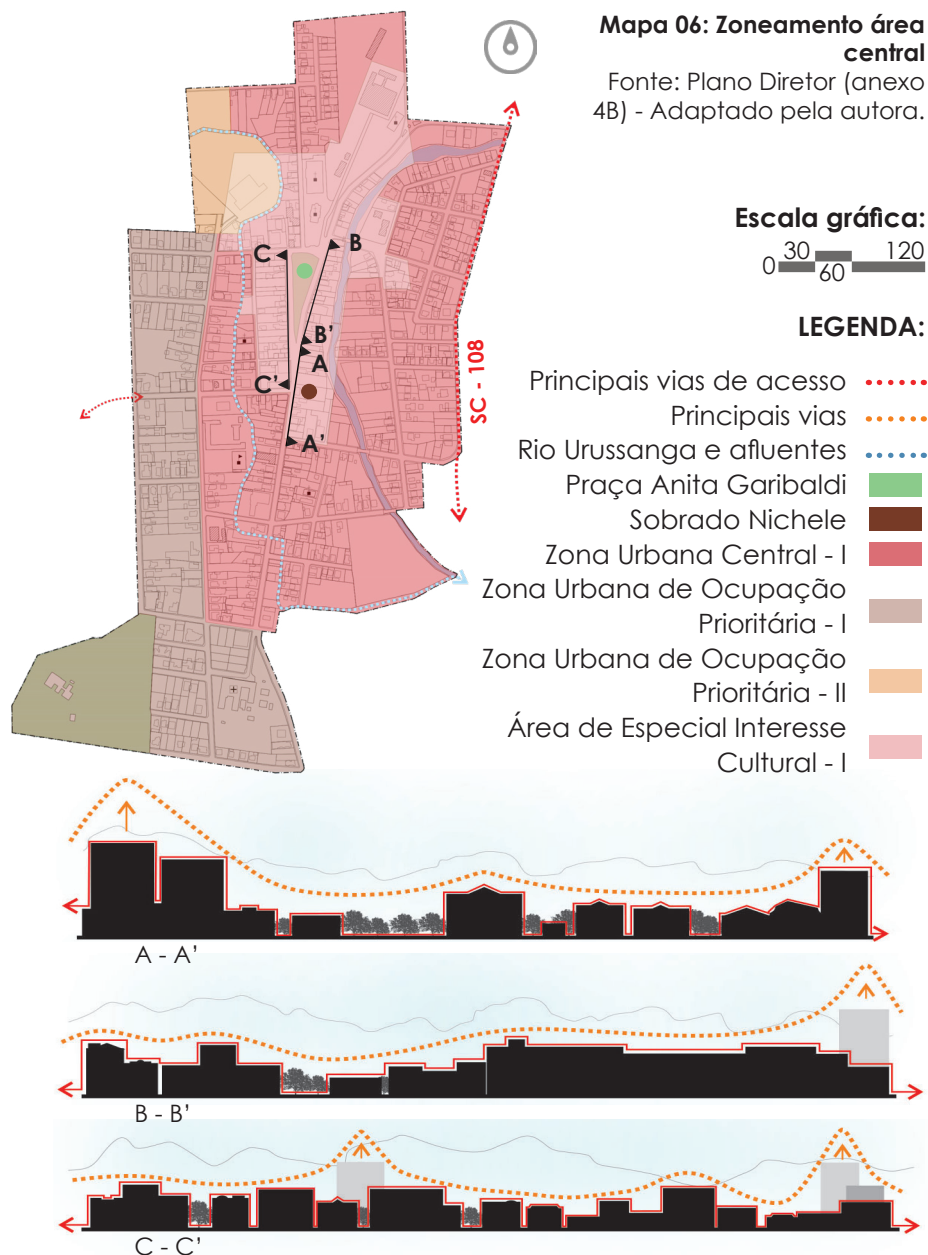 Mapa 06: Zoneamento área
central
Fonte: Plano Diretor (anexo
4B) - Adaptado pela autora.
Escala gráfica:
0 30 60 120
LEGENDA:
Principais vias de acesso
Principais vias
Rio Urussanga e afluentes
Praça Anita Garibaldi
Sobrado Nichele
Zona Urbana Central - I
Zona Urbana de Ocupação
Prioritária - I
Zona Urbana de Ocupação
Prioritária - II
Área de Especial Interesse
Cultural - I
C
B
B'
A
C'
A'
SC - 108
A - A'
B - B'
C - C'